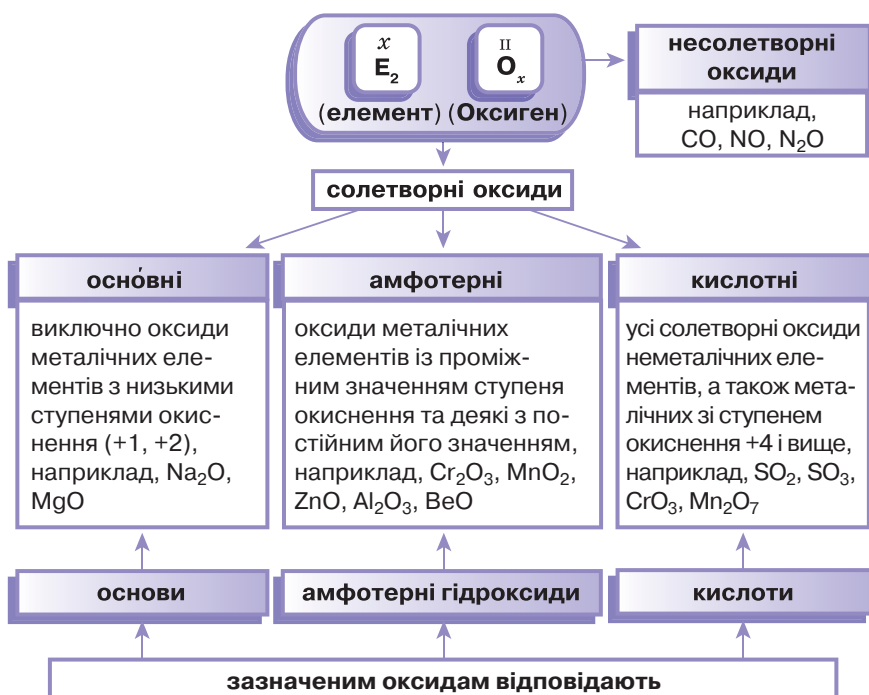 x II
E₂ Oₓ
(елемент) (Оксиген)
несолетворні
оксиди
наприклад,
CO, NO, N₂O
солетворні оксиди
осно́вні
виключно оксиди
металічних еле-
ментів з низькими
ступенями окис-
нення (+1, +2),
наприклад, Na₂O,
MgO
амфотерні
оксиди металічних
елементів із проміж-
ним значенням ступеня
окиснення та деякі з по-
стійним його значенням,
наприклад, Cr₂O₃, MnO₂,
ZnO, Al₂O₃, BeO
кислотні
усі солетворні оксиди
неметалічних еле-
ментів, а також мета-
лічних зі ступенем
окиснення +4 і вище,
наприклад, SO₂, SO₃,
CrO₃, Mn₂O₇
основи
амфотерні гідроксиди
кислоти
зазначеним оксидам відповідають